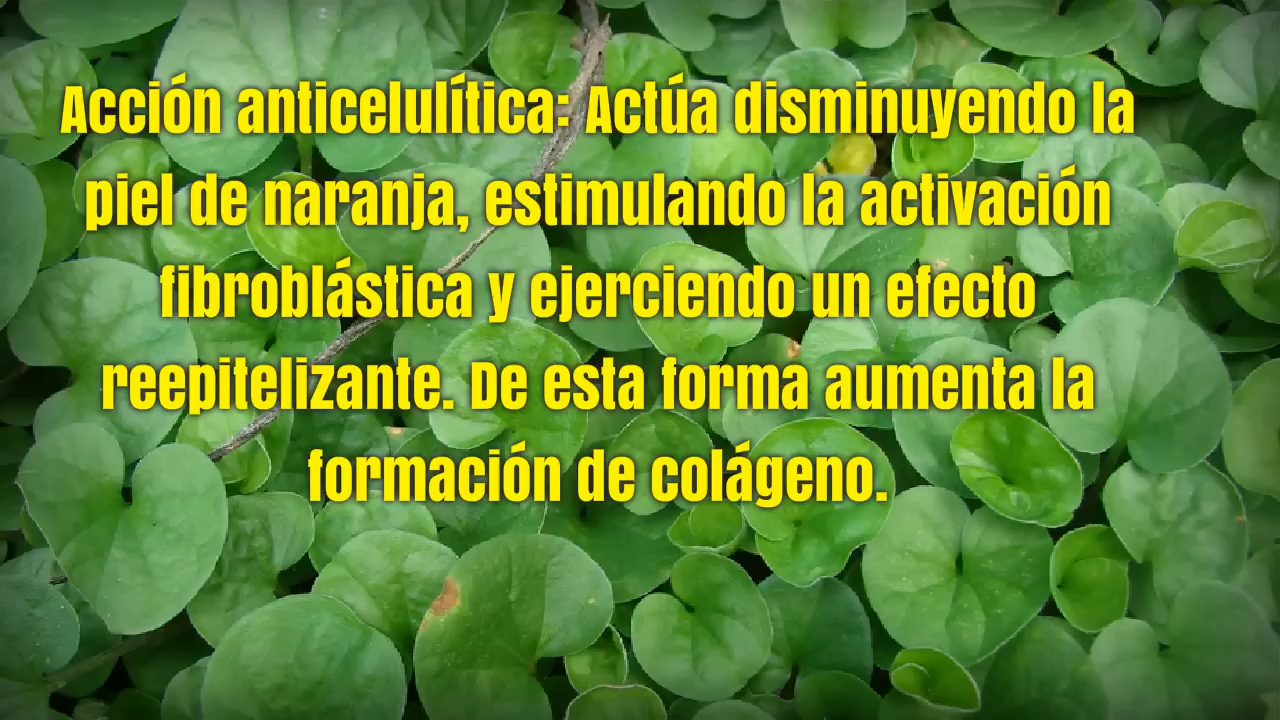 Acción anticelulítica: Actúa disminuyendo la
piel de naranja, estimulando la activación
fibroblástica y ejerciendo un efecto
reepitelizante. De esta forma aumenta la
formación de colágeno.